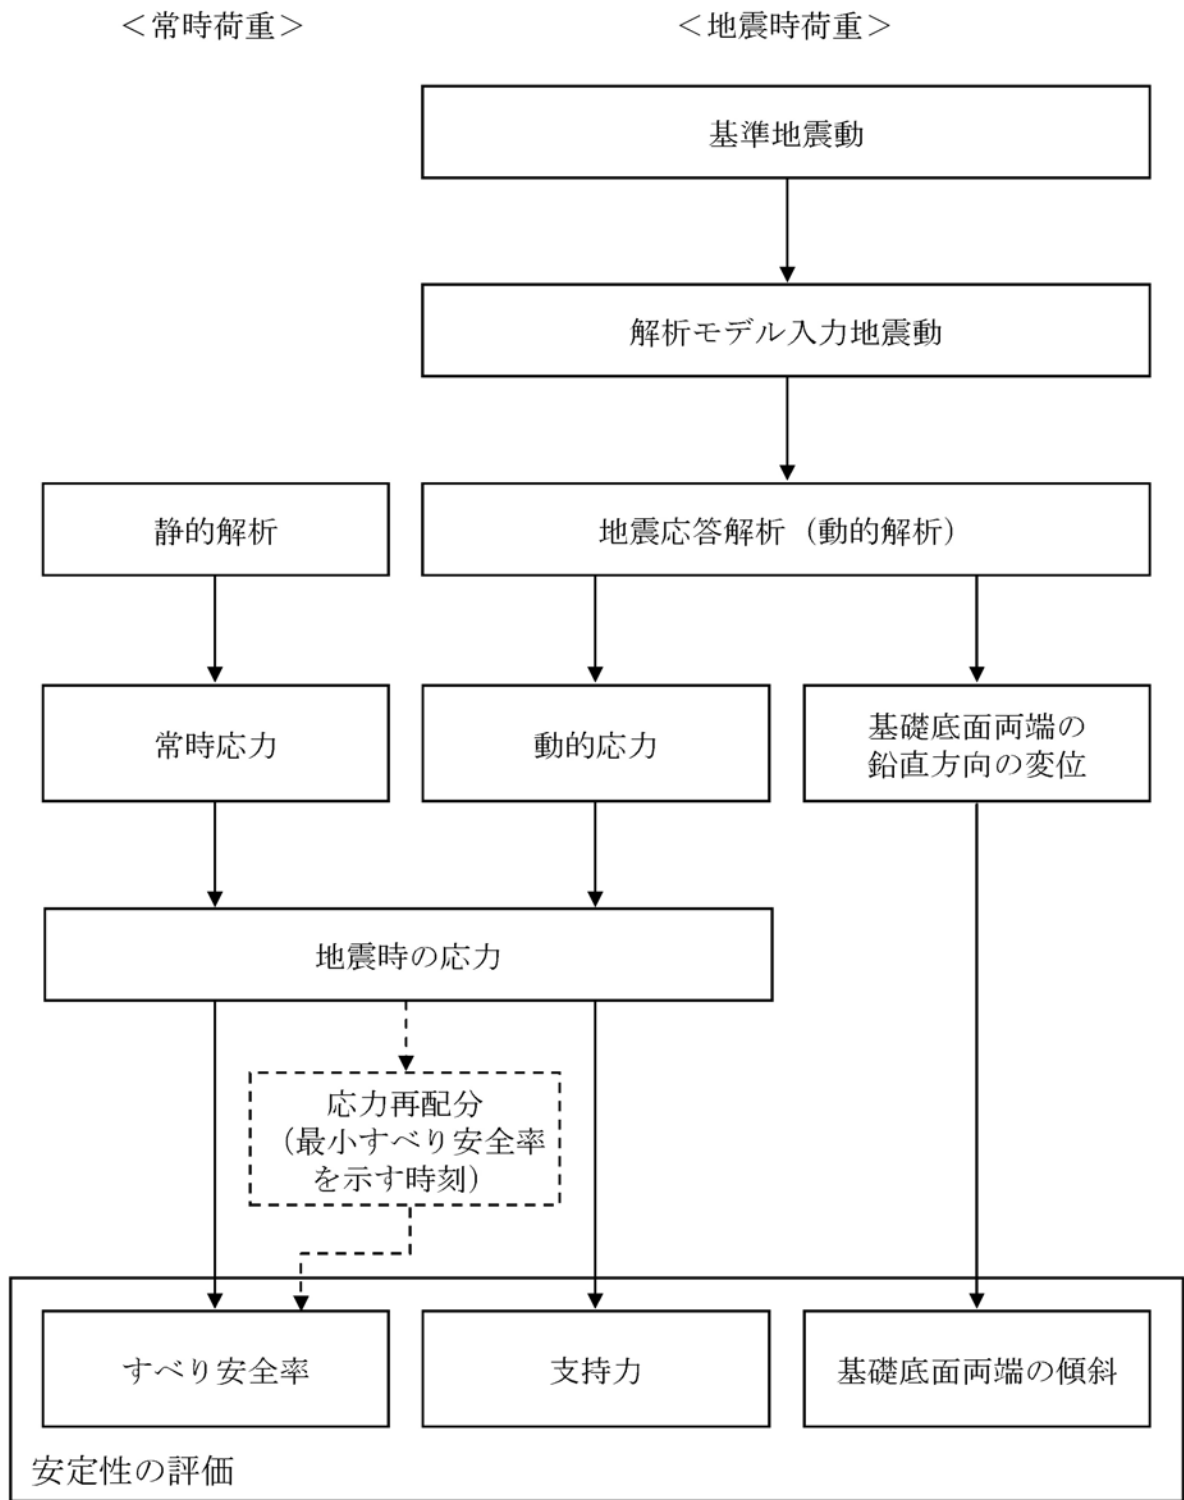 ＜常時荷重＞
＜地震時荷重＞
基準地震動
解析モデル入力地震動
静的解析
地震応答解析（動的解析）
常時応力
動的応力
基礎底面両端の
鉛直方向の変位
地震時の応力
応力再配分
（最小すべり安全率
を示す時刻）
すべり安全率
支持力
基礎底面両端の傾斜
安定性の評価